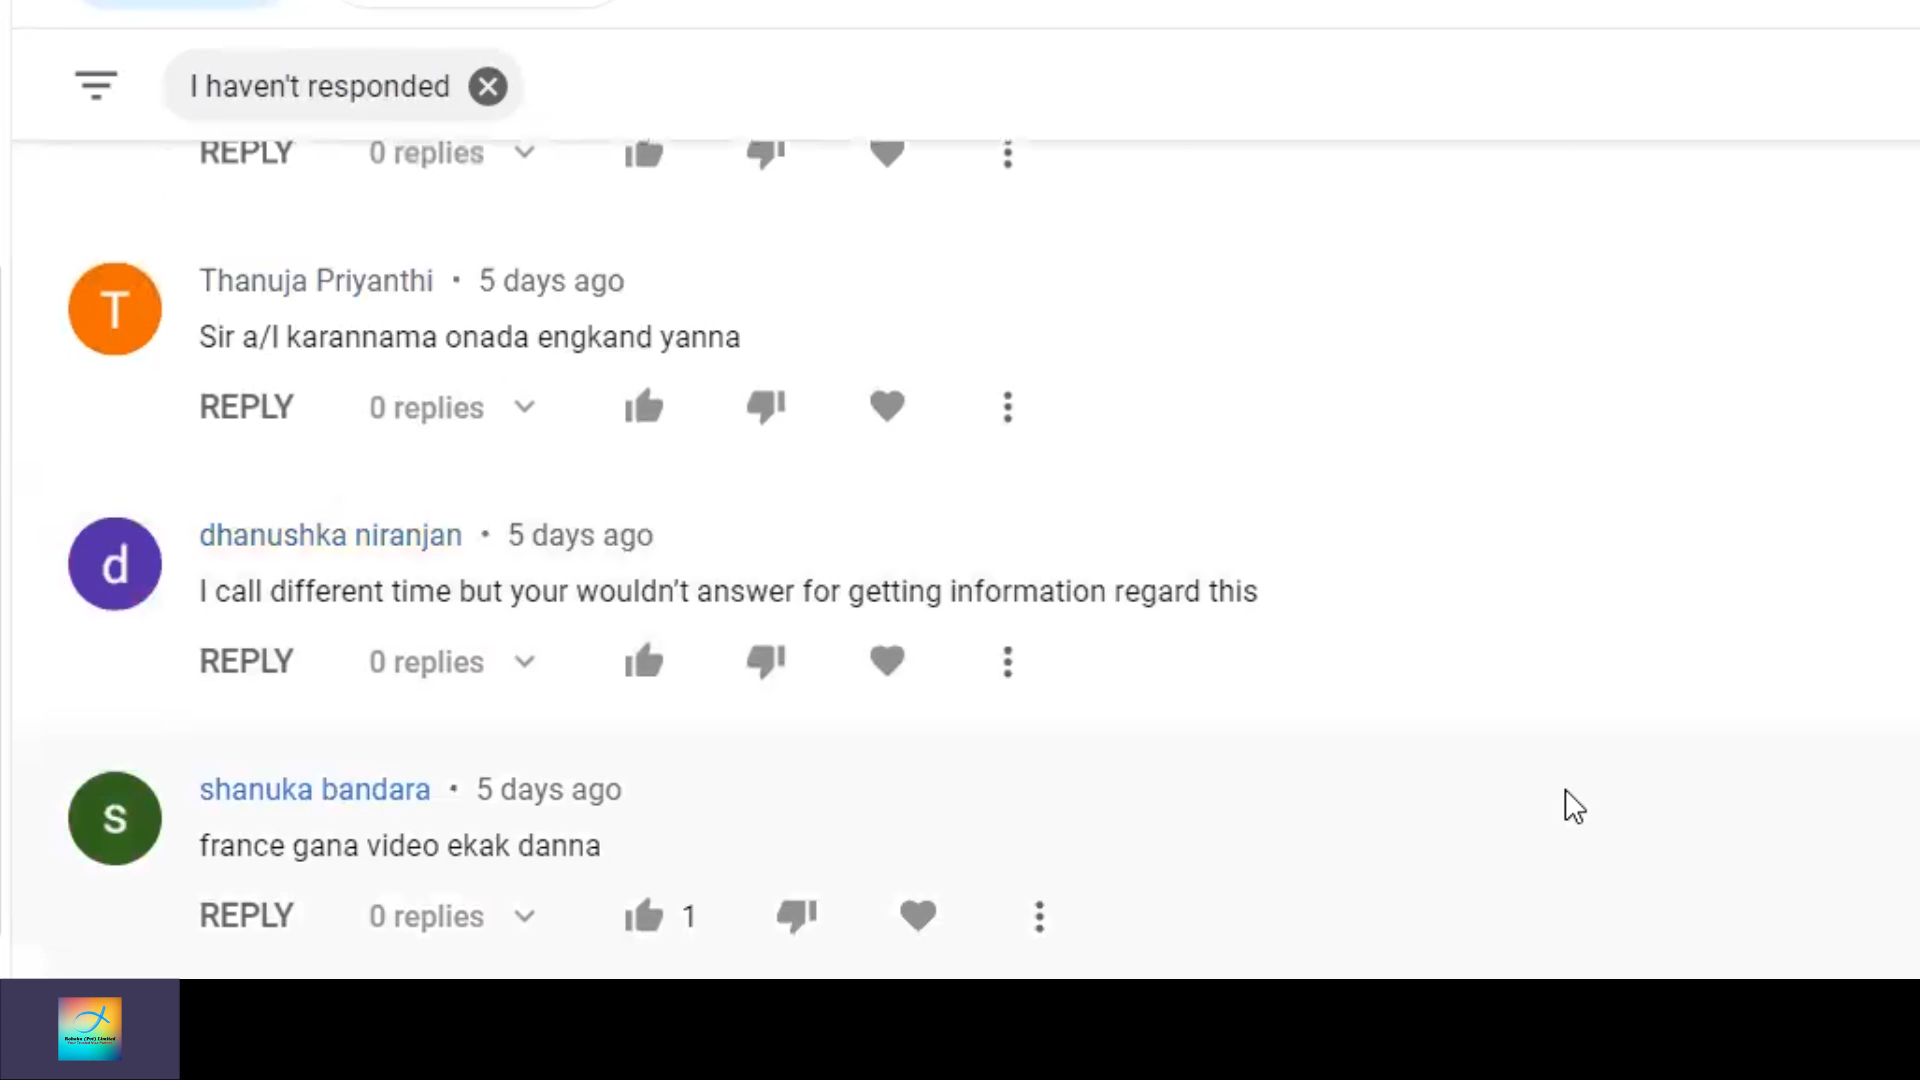 I haven't responded
REPLY 0 replies
T
Thanuja Priyanthi • 5 days ago
Sir a/l karannama onada engkand yanna
REPLY 0 replies
d
dhanushka niranjan • 5 days ago
I call different time but your wouldn’t answer for getting information regard this
REPLY 0 replies
s
shanuka bandara • 5 days ago
france gana video ekak danna
REPLY 0 replies 1
(Pvt) Limited